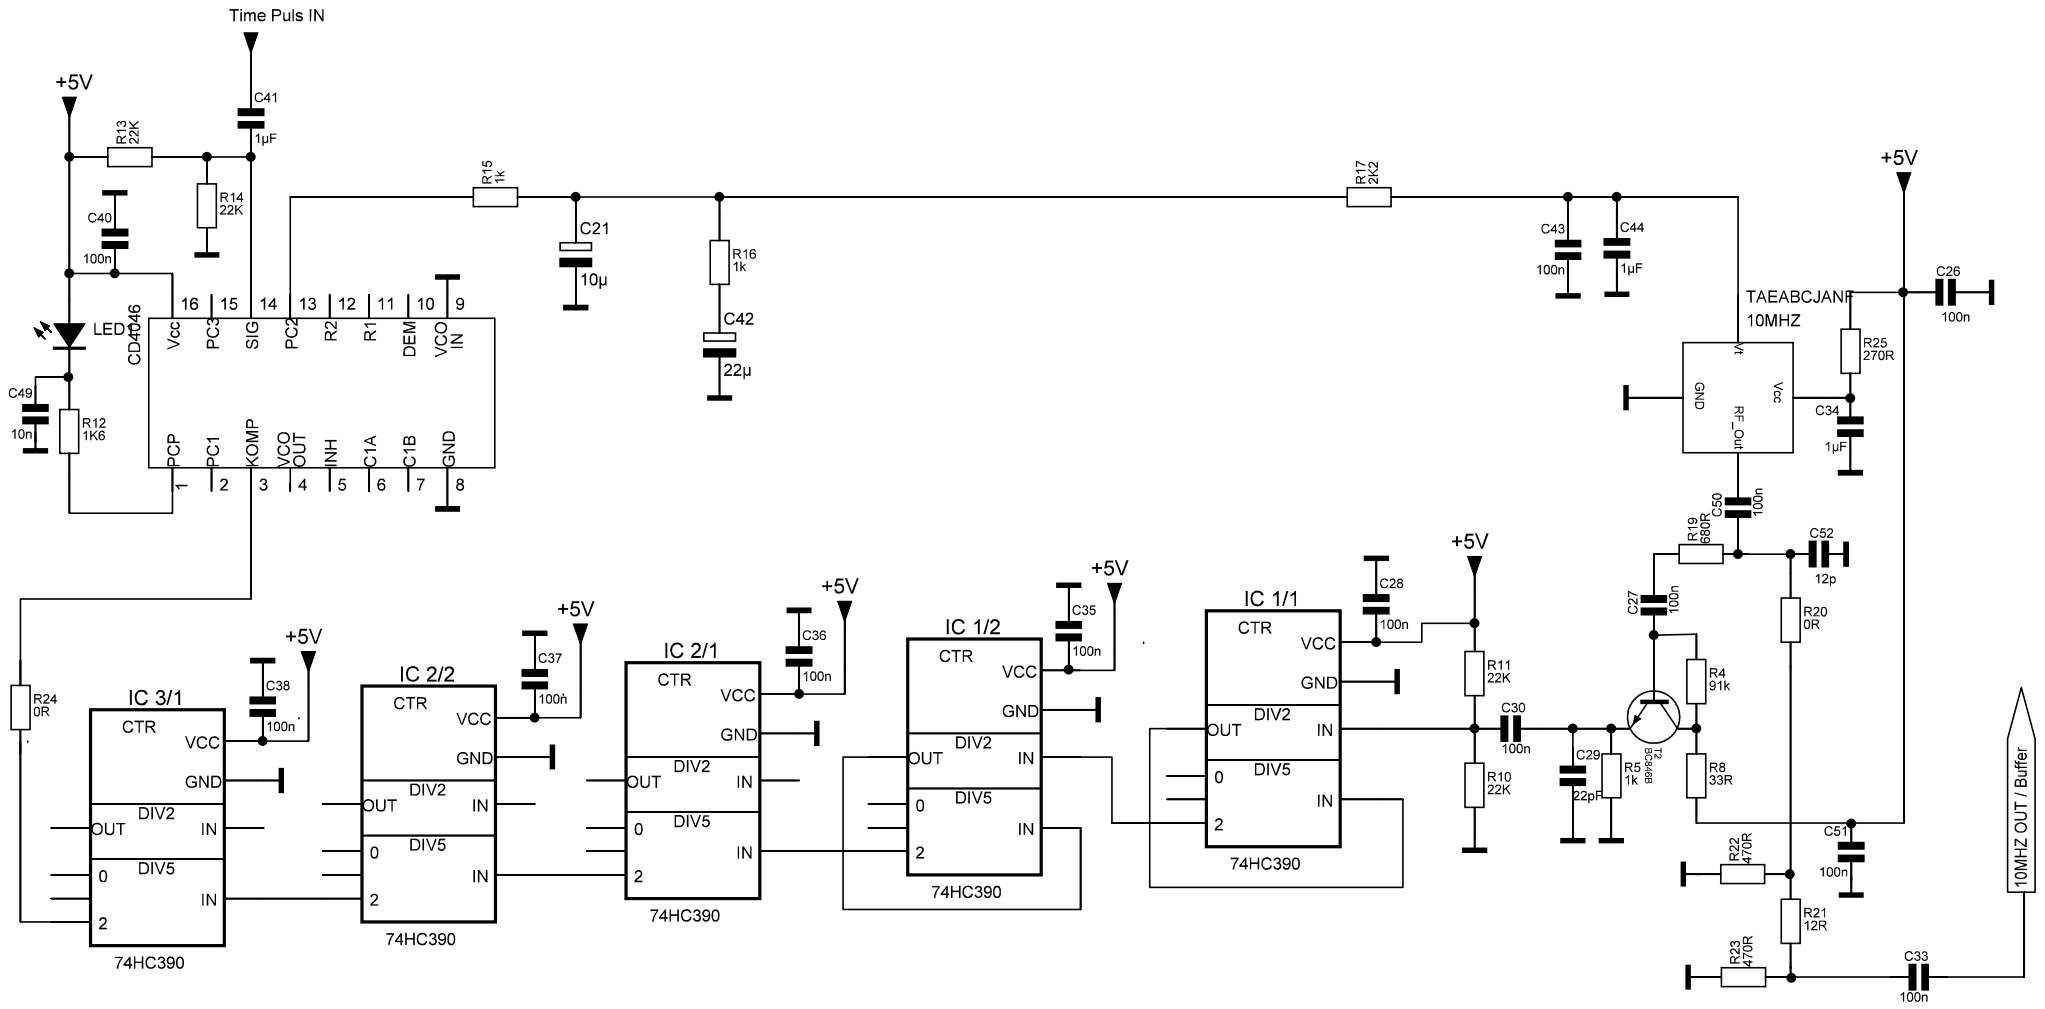 Time Puls IN
+5V
C41
1µF
R13
22K
R14
22K
C40
100n
R15
1k
C21
10µ
R16
1k
C42
22µ
R17
2K2
C43
100n
C44
1µF
+5V
C26
100n
TAEABCJANF
10MHZ
R25
270R
Vt
GND
Vcc
RF_Out
C34
1µF
LED1
CD4046
16 15 14 13 12 11 10 9
Vcc
PC3
SIG
PC2
R2
R1
DEM
VCO
IN
PCP
PC1
KOMP
VCO
OUT
INH
C1A
C1B
GND
1 2 3 4 5 6 7 8
C49
10n
R12
1K6
C50
100n
R19
680R
C52
12p
C27
100n
R20
0R
R4
91k
T2
BC846B
R8
33R
C29
22pF
R5
1k
C30
100n
+5V
R11
22K
R10
22K
C51
100n
R22
470R
R21
12R
R23
470R
C33
100n
10MHZ OUT / Buffer
R24
0R
IC 3/1
CTR
VCC
GND
DIV2
OUT
IN
DIV5
0
IN
2
74HC390
C38
100n
+5V
IC 2/2
CTR
VCC
GND
DIV2
OUT
IN
DIV5
0
IN
2
74HC390
C37
100n
+5V
IC 2/1
CTR
VCC
GND
DIV2
OUT
IN
DIV5
0
IN
2
74HC390
C36
100n
+5V
IC 1/2
CTR
VCC
GND
DIV2
OUT
IN
DIV5
0
IN
2
74HC390
C35
100n
+5V
IC 1/1
CTR
VCC
GND
DIV2
OUT
IN
DIV5
0
IN
2
74HC390
C28
100n